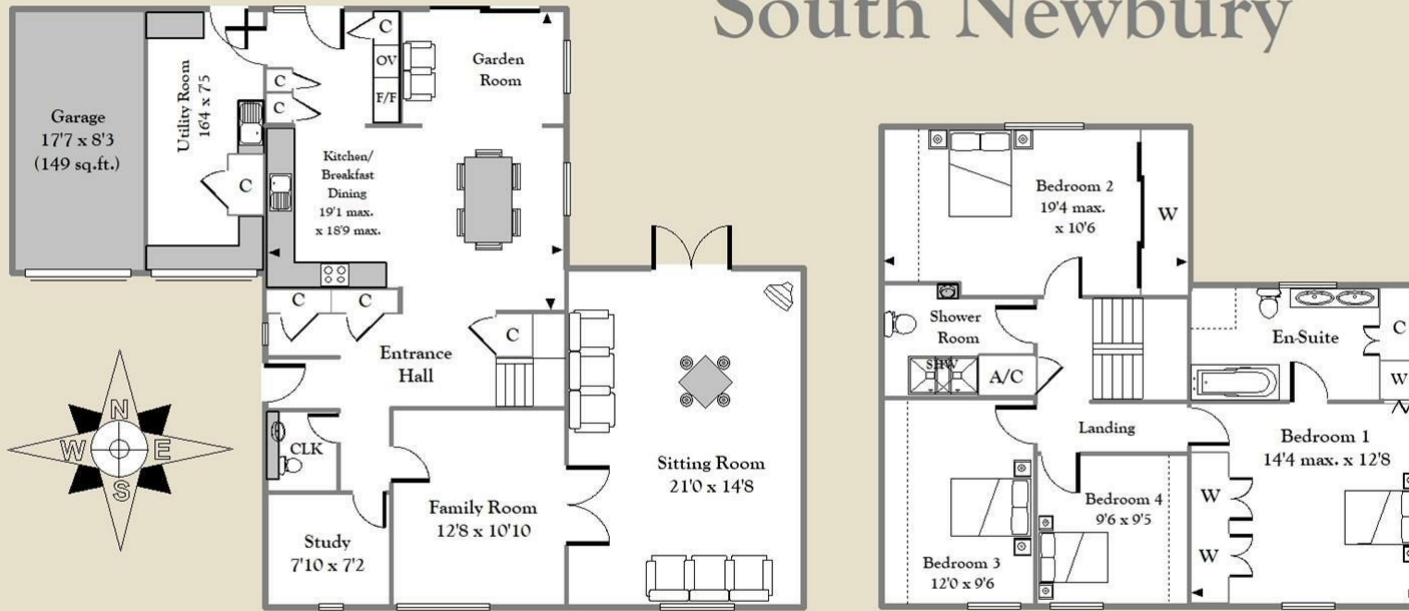 South Newbury
Garage
17'7 x 8'3
(149 sq.ft.)
Utility Room
16'4 x 7'5
C
C
C
C
OV
F/F
Garden
Room
Kitchen/
Breakfast
Dining
19'1 max.
x 18'9 max.
C
C
C
Entrance
Hall
CLK
Study
7'10 x 7'2
Family Room
12'8 x 10'10
Sitting Room
21'0 x 14'8
N
W
E
S
Bedroom 2
19'4 max.
x 10'6
W
Shower
Room
SHW
A/C
En-Suite
C
W
Landing
Bedroom 1
14'4 max. x 12'8
W
W
Bedroom 3
12'0 x 9'6
Bedroom 4
9'6 x 9'5